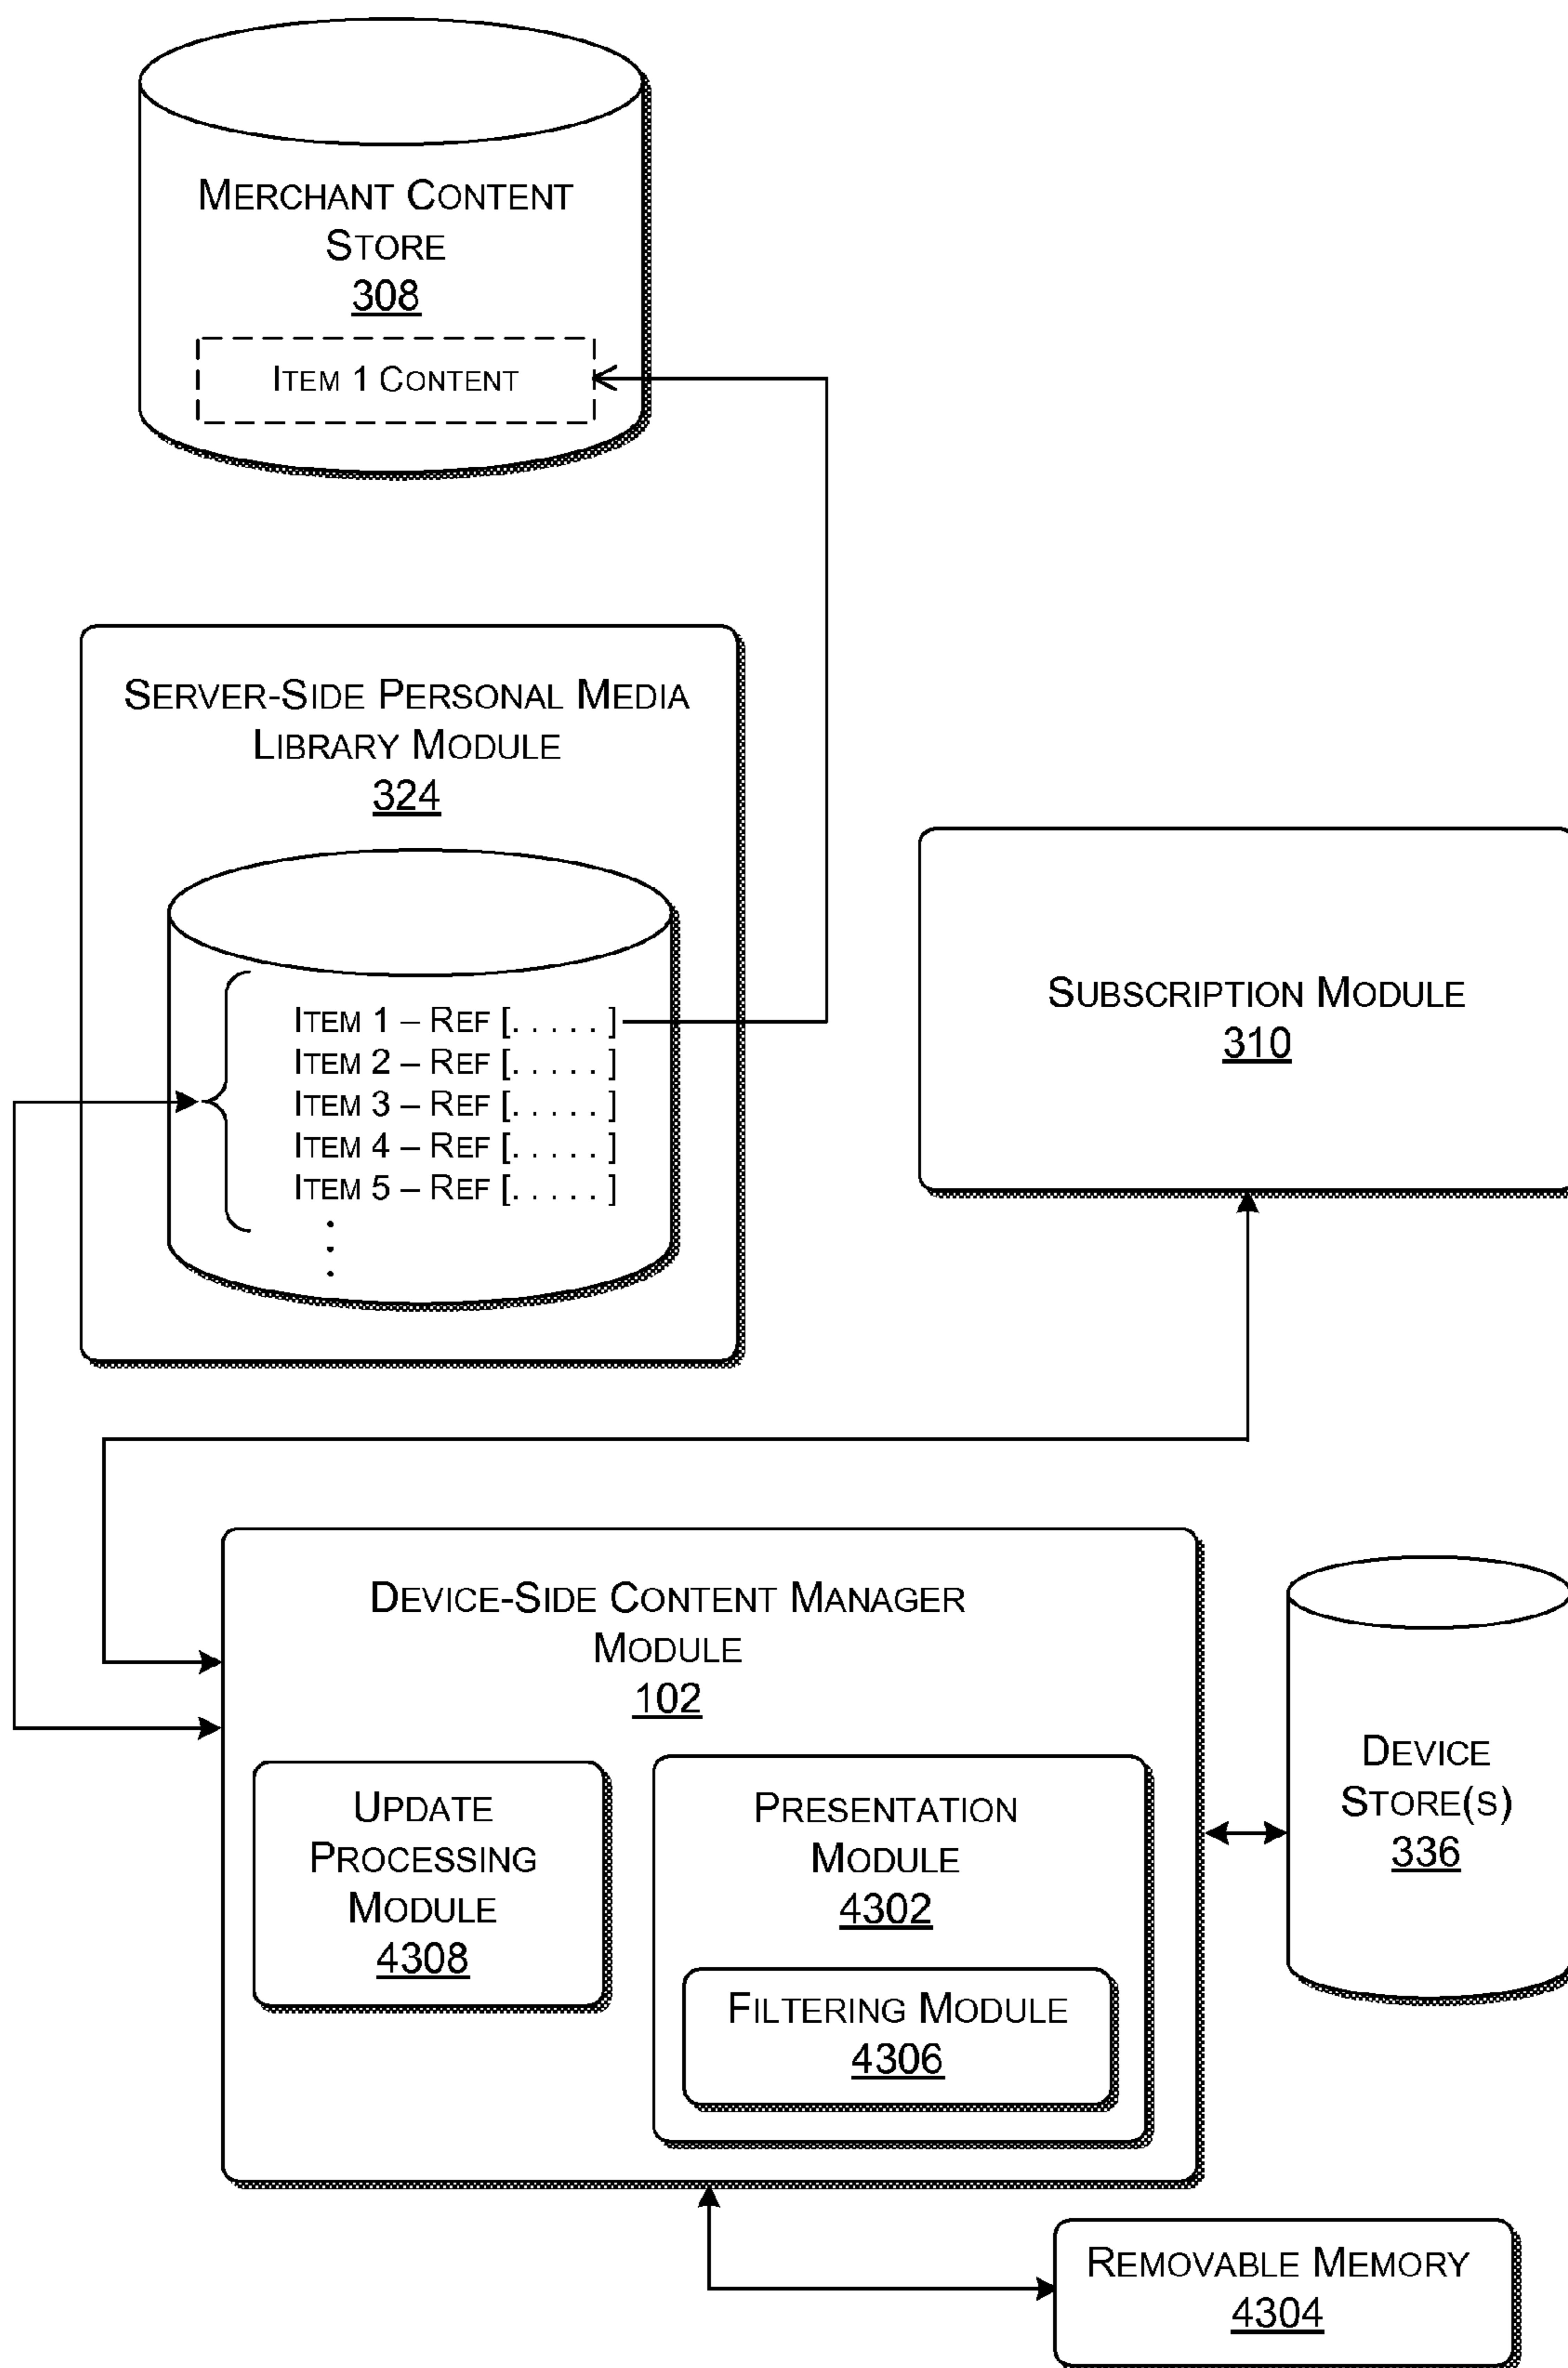 MERCHANT CONTENT
STORE
308
ITEM 1 CONTENT
SERVER-SIDE PERSONAL MEDIA
LIBRARY MODULE
324
ITEM 1 – REF [. . . . .]
ITEM 2 – REF [. . . . .]
ITEM 3 – REF [. . . . .]
ITEM 4 – REF [. . . . .]
ITEM 5 – REF [. . . . .]
SUBSCRIPTION MODULE
310
DEVICE-SIDE CONTENT MANAGER
MODULE
102
UPDATE
PROCESSING
MODULE
4308
PRESENTATION
MODULE
4302
FILTERING MODULE
4306
DEVICE
STORE(S)
336
REMOVABLE MEMORY
4304